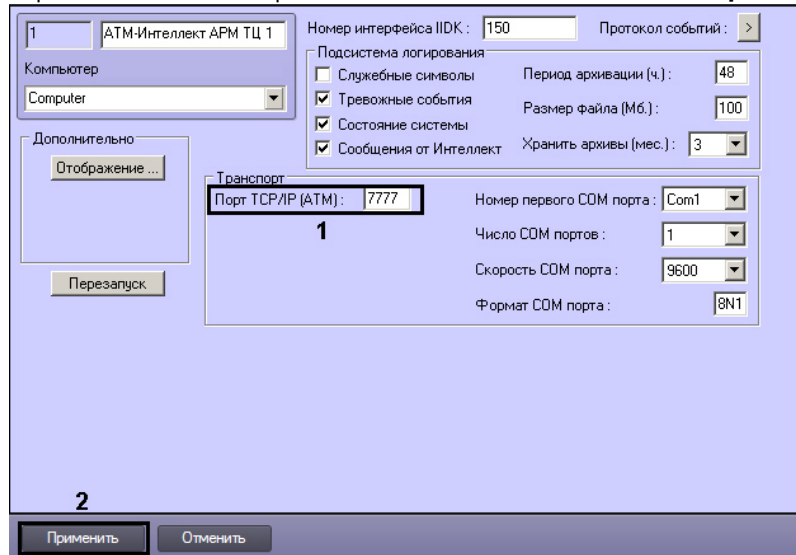 1 АТМ-Интеллект АРМ ТЦ 1
Компьютер
Computer
Дополнительно
Отображение ...
Перезапуск
Номер интерфейса IIDK : 150 Протокол событий : >
Подсистема логирования
Служебные символы Период архивации (ч.) : 48
Тревожные события Размер файла (Мб.) : 100
Состояние системы
Сообщения от Интеллект Хранить архивы (мес.) : 3
Транспорт
Порт TCP/IP (ATM) : 7777 Номер первого COM порта : Com1
1 Число COM портов : 1
Скорость COM порта : 9600
Формат COM порта : 8N1
2
Применить Отменить